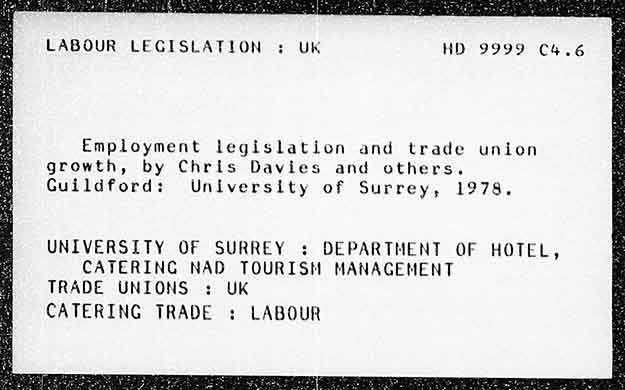 LABOUR LEGISLATION : UK HD 9999 C4.6
Employment legislation and trade union
growth, by Chris Davies and others.
Guildford: University of Surrey, 1978.
UNIVERSITY OF SURREY : DEPARTMENT OF HOTEL,
CATERING NAD TOURISM MANAGEMENT
TRADE UNIONS : UK
CATERING TRADE : LABOUR